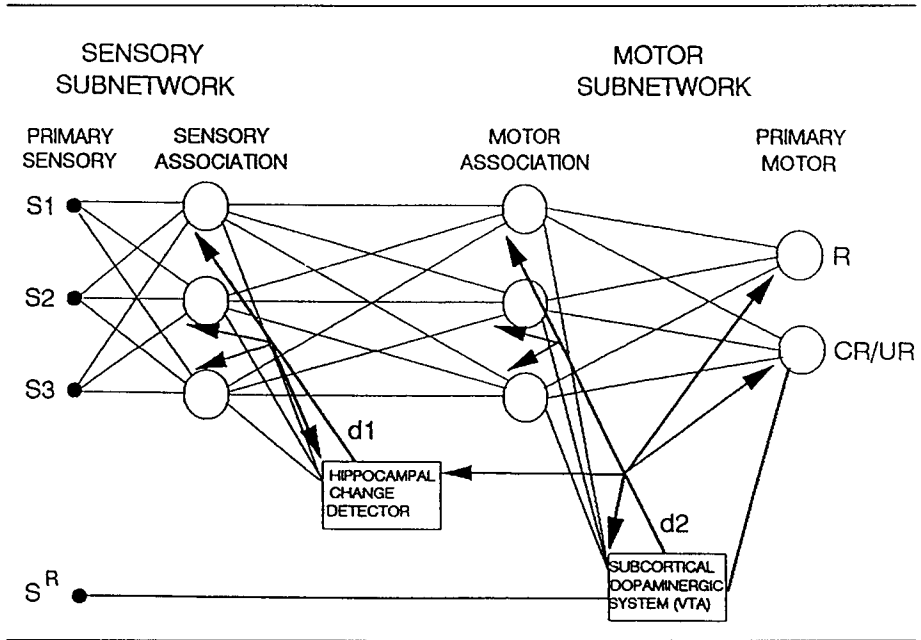 SENSORY
SUBNETWORK
MOTOR
SUBNETWORK
PRIMARY
SENSORY
SENSORY
ASSOCIATION
MOTOR
ASSOCIATION
PRIMARY
MOTOR
S1
S2
S3
R
CR/UR
d1
HIPPOCAMPAL
CHANGE
DETECTOR
d2
SUBCORTICAL
DOPAMINERGIC
SYSTEM (VTA)
S^R